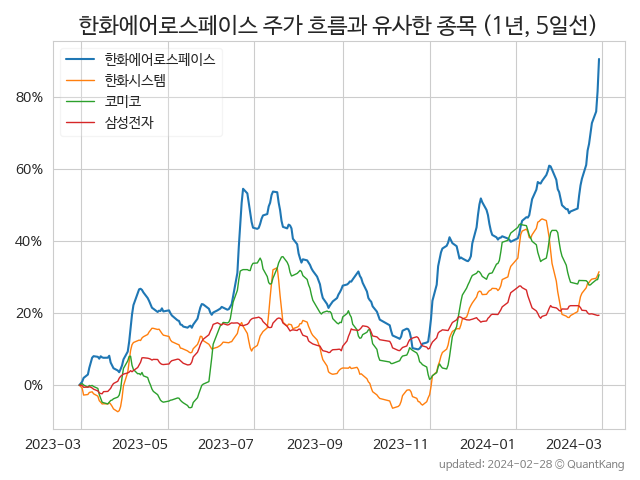 한화에어로스페이스 주가 흐름과 유사한 종목 (1년, 5일선)
한화에어로스페이스
한화시스템
코미코
삼성전자
80%
60%
40%
20%
0%
2023-03 2023-05 2023-07 2023-09 2023-11 2024-01 2024-03
updated: 2024-02-28 © QuantKang